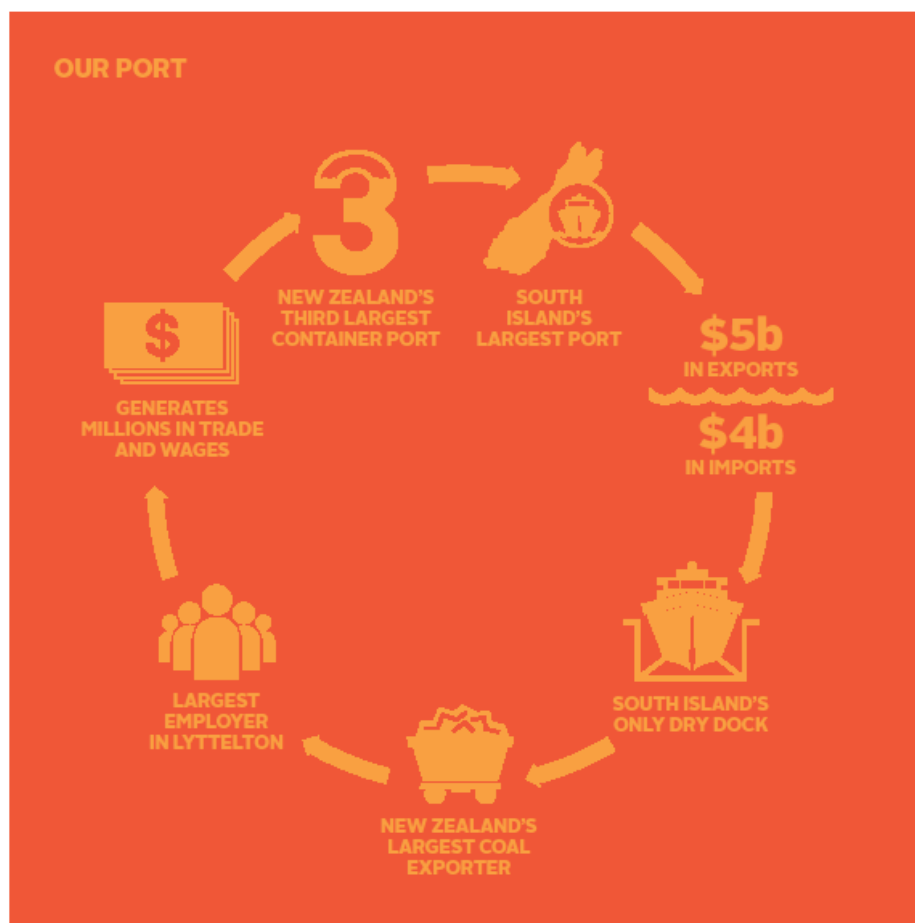 OUR PORT
3
NEW ZEALAND’S
THIRD LARGEST
CONTAINER PORT
SOUTH
ISLAND’S
LARGEST PORT
$5b
IN EXPORTS
$4b
IN IMPORTS
SOUTH ISLAND’S
ONLY DRY DOCK
NEW ZEALAND’S
LARGEST COAL
EXPORTER
LARGEST
EMPLOYER
IN LYTTELTON
$
GENERATES
MILLIONS IN TRADE
AND WAGES